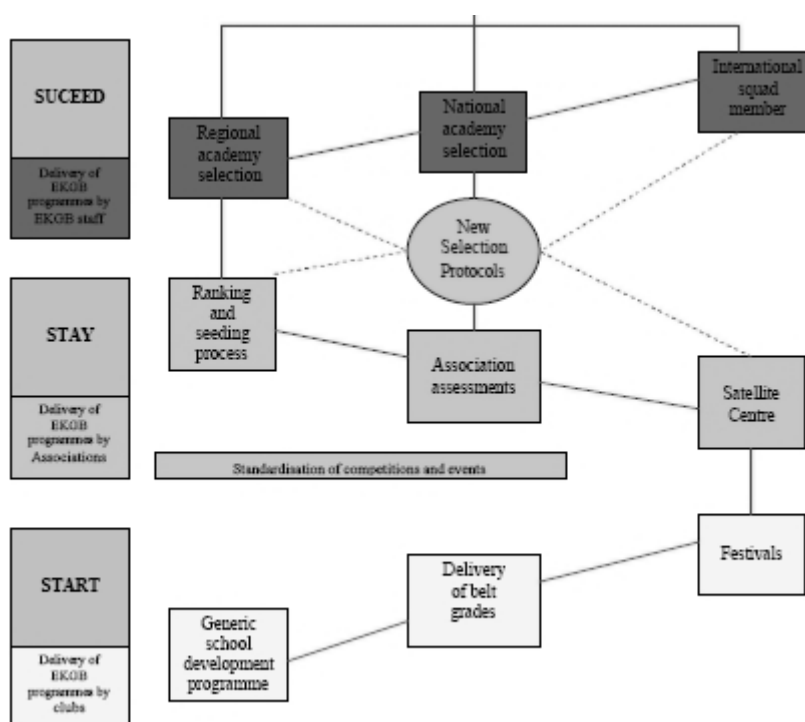 SUCEED
Delivery of
EKGB
programmes by
EKGB staff
Regional
academy
selection
National
academy
selection
International
squad
member
New
Selection
Protocols
STAY
Delivery of
EKGB
programmes by
Associations
Ranking
and
seeding
process
Association
assessments
Satellite
Centre
Standardisation of competitions and events
START
Delivery of
EKGB
programmes by
clubs
Generic
school
development
programme
Delivery
of belt
grades
Festivals